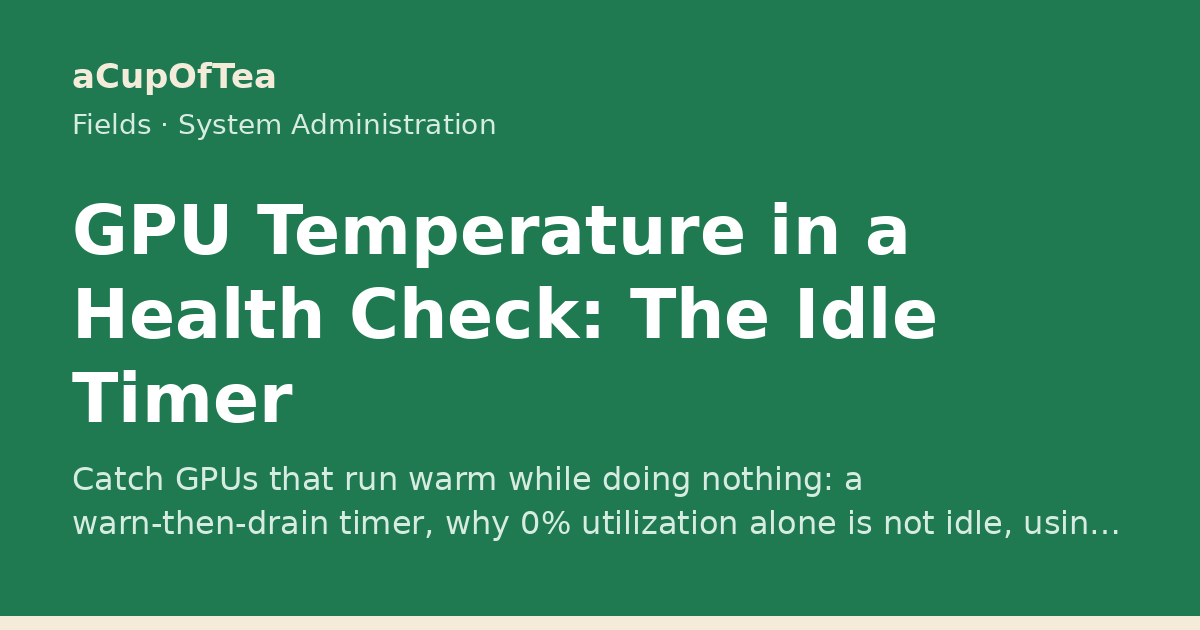 aCupOfTea
Fields · System Administration
GPU Temperature in a
Health Check: The Idle
Timer
Catch GPUs that run warm while doing nothing: a
warn-then-drain timer, why 0% utilization alone is not idle, usin…